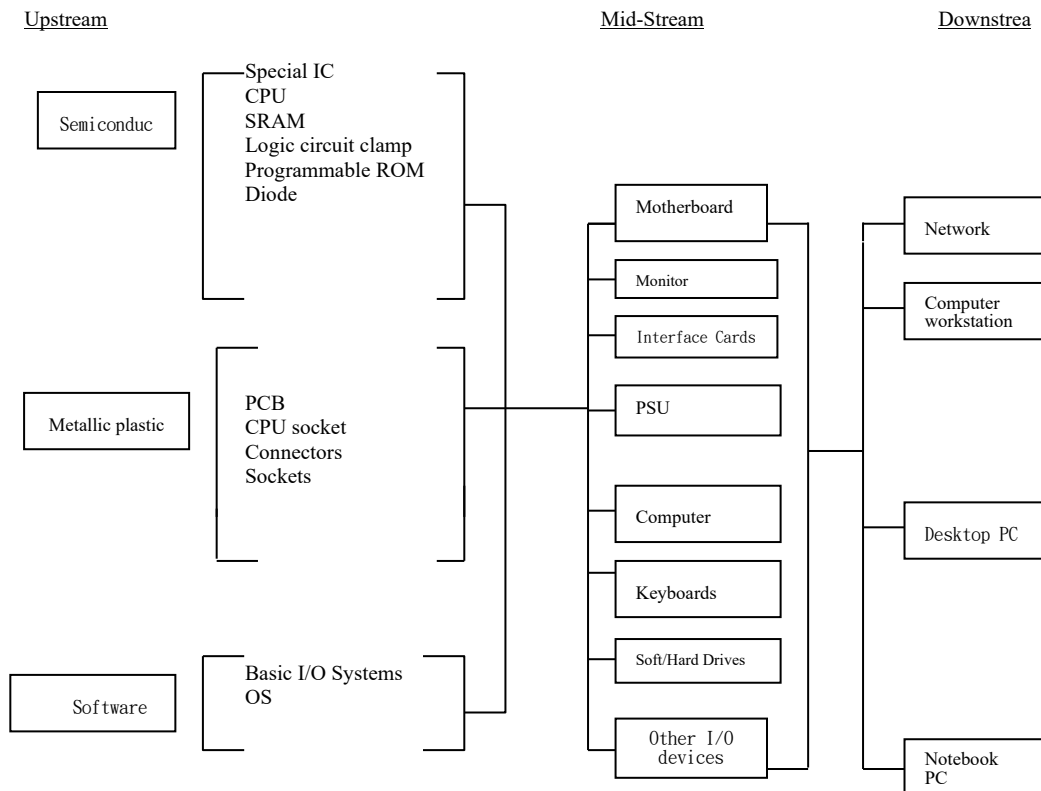 Upstream
Mid-Stream
Downstrea
Semiconduc
Special IC
CPU
SRAM
Logic circuit clamp
Programmable ROM
Diode
Metallic plastic
PCB
CPU socket
Connectors
Sockets
Software
Basic I/O Systems
OS
Motherboard
Monitor
Interface Cards
PSU
Computer
Keyboards
Soft/Hard Drives
Other I/O
devices
Network
Computer
workstation
Desktop PC
Notebook
PC